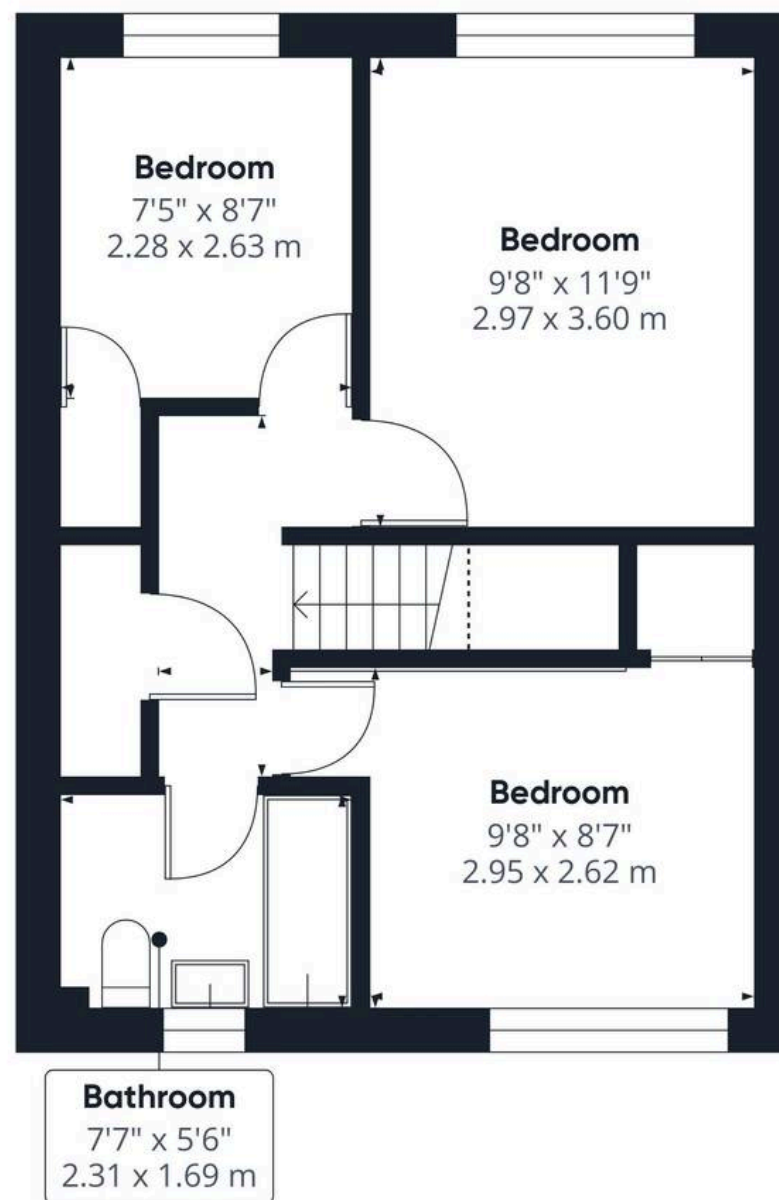 Bedroom
7'5" x 8'7"
2.28 x 2.63 m
Bedroom
9'8" x 11'9"
2.97 x 3.60 m
Bedroom
9'8" x 8'7"
2.95 x 2.62 m
Bathroom
7'7" x 5'6"
2.31 x 1.69 m